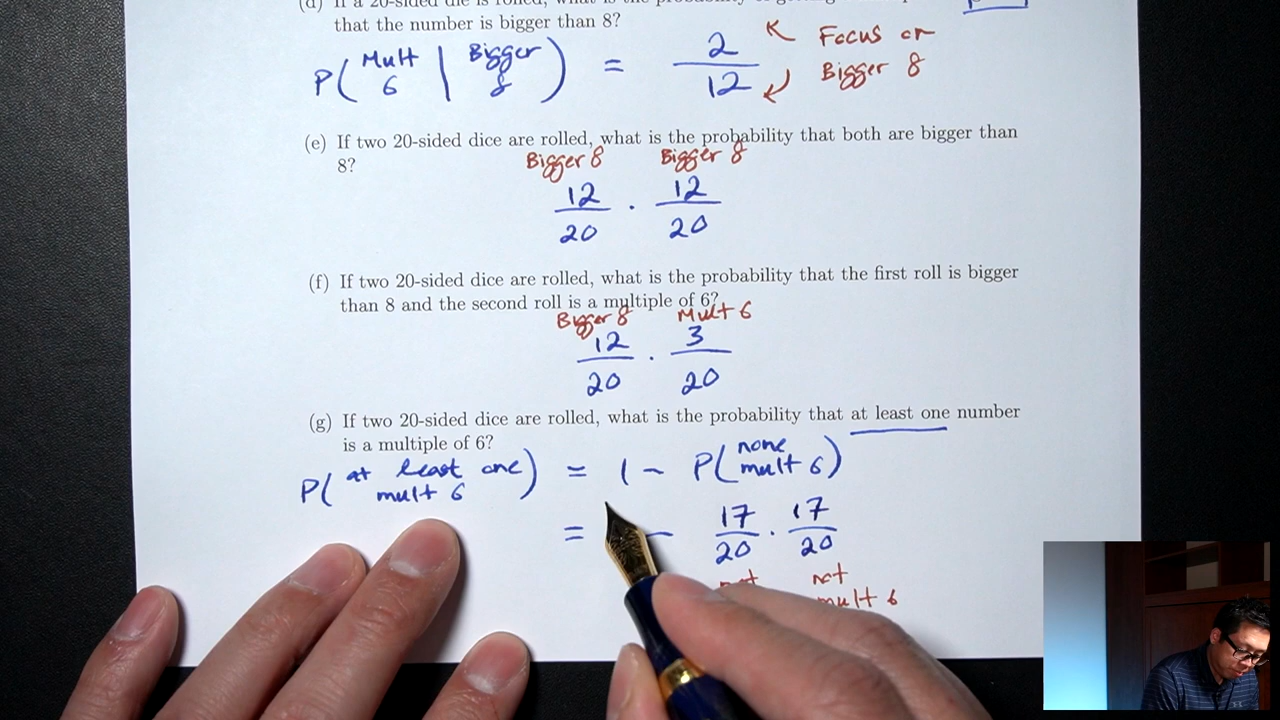 that the number is bigger than 8?
P( Mult 6 | Bigger 8 ) = 2/12 Focus on Bigger 8
(e) If two 20-sided dice are rolled, what is the probability that both are bigger than
8?
Bigger 8 Bigger 8
12/20 · 12/20
(f) If two 20-sided dice are rolled, what is the probability that the first roll is bigger
than 8 and the second roll is a multiple of 6?
Bigger 8 Mult 6
12/20 · 3/20
(g) If two 20-sided dice are rolled, what is the probability that at least one number
is a multiple of 6?
P( at least one mult 6 ) = 1 - P( none mult 6 )
= - 17/20 · 17/20
not
mult 6